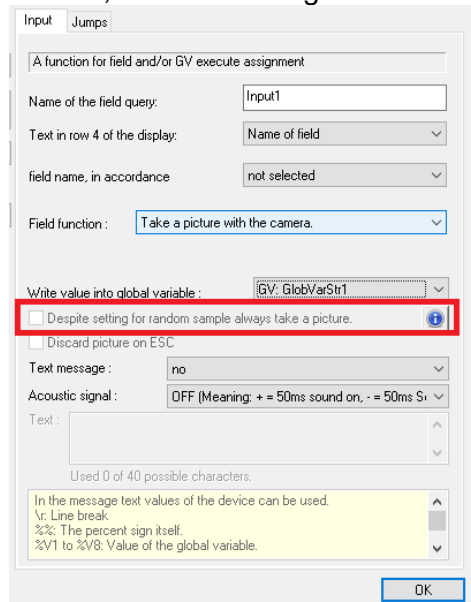 Input Jumps
A function for field and/or GV execute assignment
Name of the field query: Input1
Text in row 4 of the display: Name of field
field name, in accordance not selected
Field function : Take a picture with the camera.
Write value into global variable : GV: GlobVarStr1
Despite setting for random sample always take a picture.
Discard picture on ESC
Text message : no
Acoustic signal : OFF (Meaning: + = 50ms sound on, - = 50ms
Text :
Used 0 of 40 possible characters.
In the message text values of the device can be used.
\r: Line break
%%: The percent sign itself.
%V1 to %V8: Value of the global variable.
OK